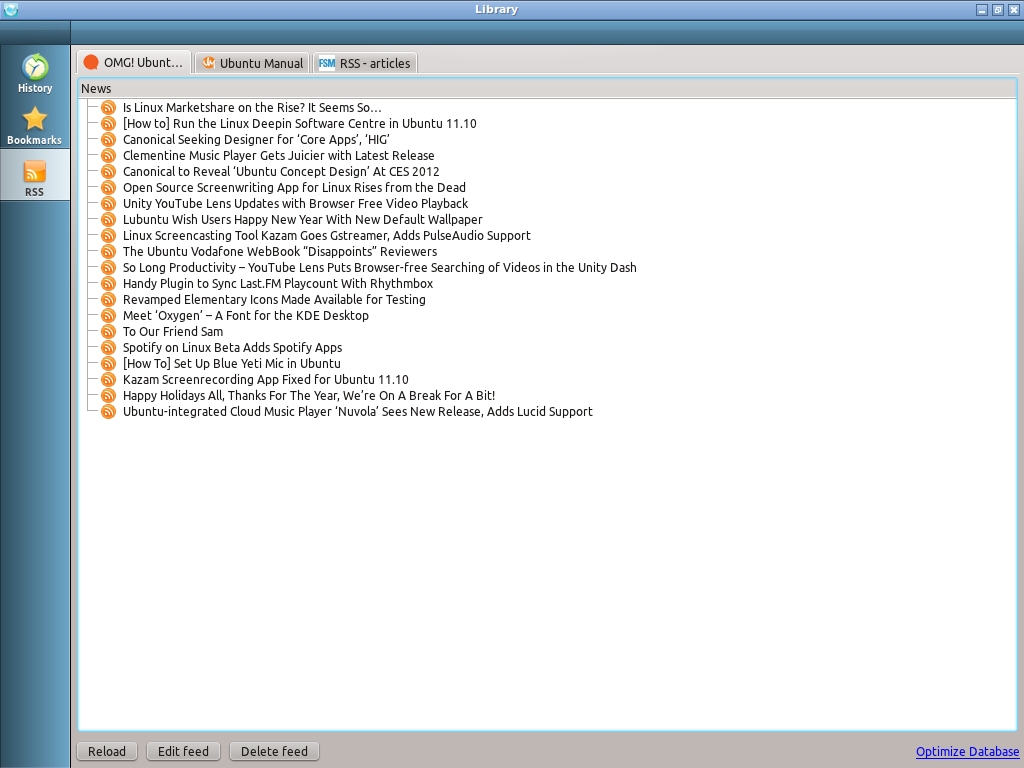 Library
History
Bookmarks
RSS
OMG! Ubunt...
Ubuntu Manual
FSM RSS - articles
News
Is Linux Marketshare on the Rise? It Seems So…
[How to] Run the Linux Deepin Software Centre in Ubuntu 11.10
Canonical Seeking Designer for ‘Core Apps’, ‘HIG’
Clementine Music Player Gets Juicier with Latest Release
Canonical to Reveal ‘Ubuntu Concept Design’ At CES 2012
Open Source Screenwriting App for Linux Rises from the Dead
Unity YouTube Lens Updates with Browser Free Video Playback
Lubuntu Wish Users Happy New Year With New Default Wallpaper
Linux Screencasting Tool Kazam Goes Gstreamer, Adds PulseAudio Support
The Ubuntu Vodafone WebBook “Disappoints” Reviewers
So Long Productivity – YouTube Lens Puts Browser-free Searching of Videos in the Unity Dash
Handy Plugin to Sync Last.FM Playcount With Rhythmbox
Revamped Elementary Icons Made Available for Testing
Meet ‘Oxygen’ – A Font for the KDE Desktop
To Our Friend Sam
Spotify on Linux Beta Adds Spotify Apps
[How To] Set Up Blue Yeti Mic in Ubuntu
Kazam Screenrecording App Fixed for Ubuntu 11.10
Happy Holidays All, Thanks For The Year, We’re On A Break For A Bit!
Ubuntu-integrated Cloud Music Player ‘Nuvola’ Sees New Release, Adds Lucid Support
Reload
Edit feed
Delete feed
Optimize Database